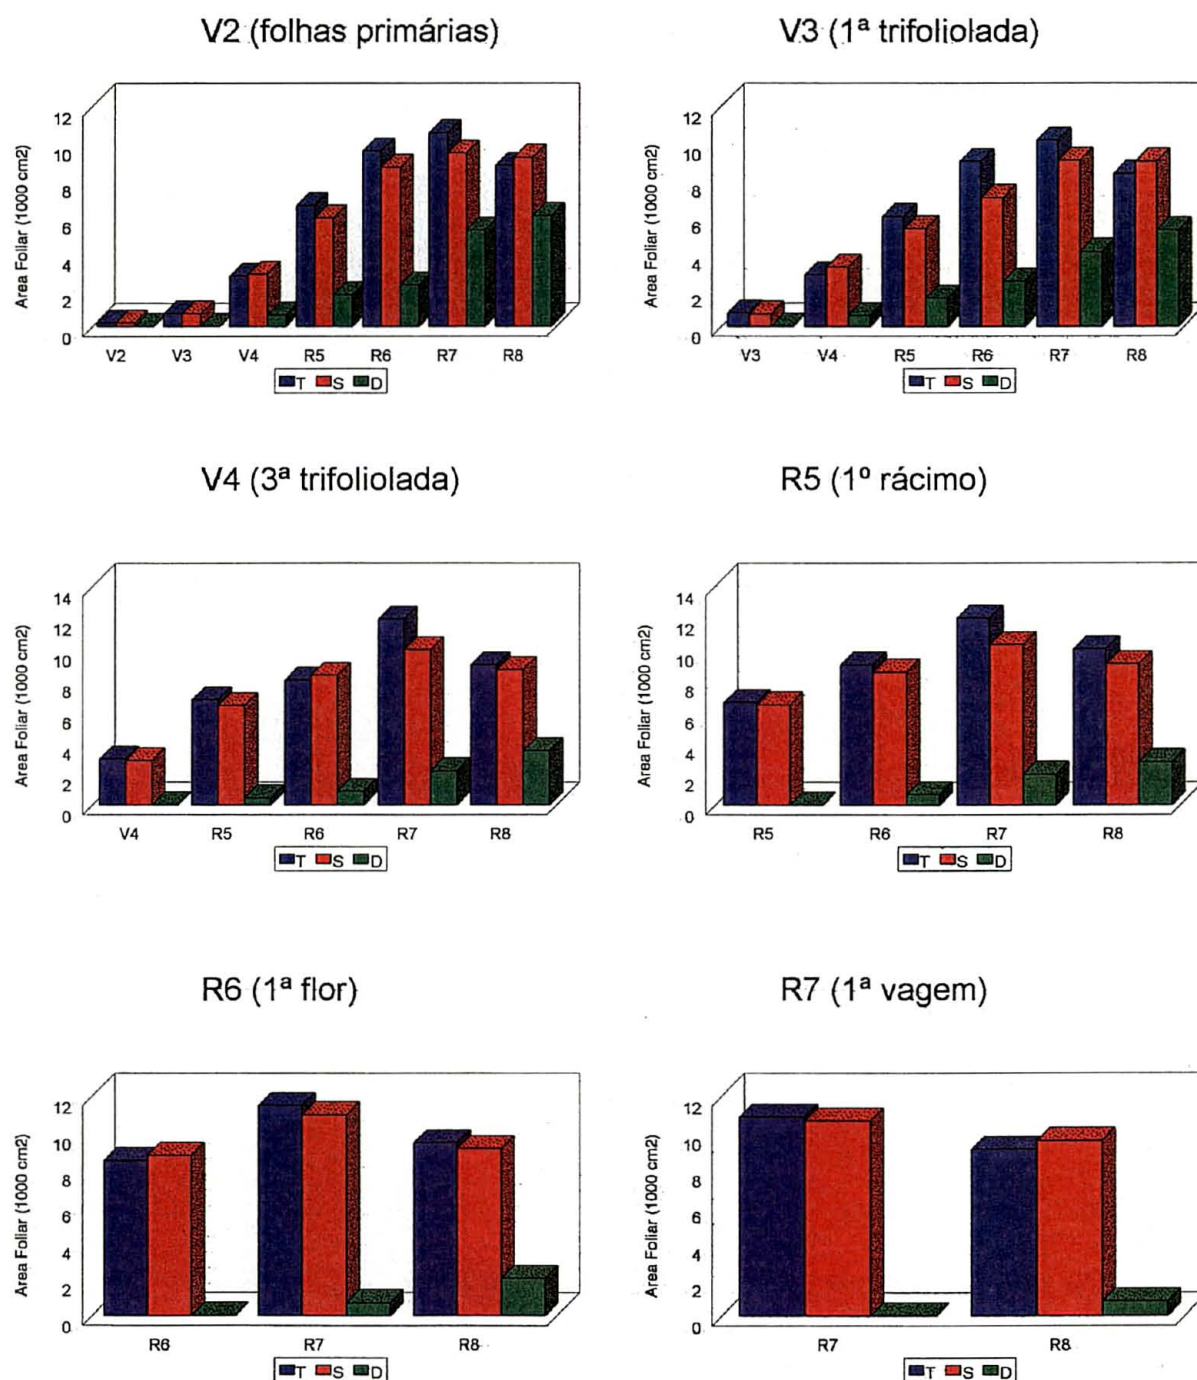 V2 (folhas primárias)
Area Foliar (1000 cm2)
12
10
8
6
4
2
0
V2 V3 V4 R5 R6 R7 R8
T S D
V3 (1ª trifoliolada)
Area Foliar (1000 cm2)
12
10
8
6
4
2
0
V3 V4 R5 R6 R7 R8
T S D
V4 (3ª trifoliolada)
Area Foliar (1000 cm2)
14
12
10
8
6
4
2
0
V4 R5 R6 R7 R8
T S D
R5 (1º rácimo)
Area Foliar (1000 cm2)
14
12
10
8
6
4
2
0
R5 R6 R7 R8
T S D
R6 (1ª flor)
Area Foliar (1000 cm2)
12
10
8
6
4
2
0
R6 R7 R8
T S D
R7 (1ª vagem)
Area Foliar (1000 cm2)
12
10
8
6
4
2
0
R7 R8
T S D